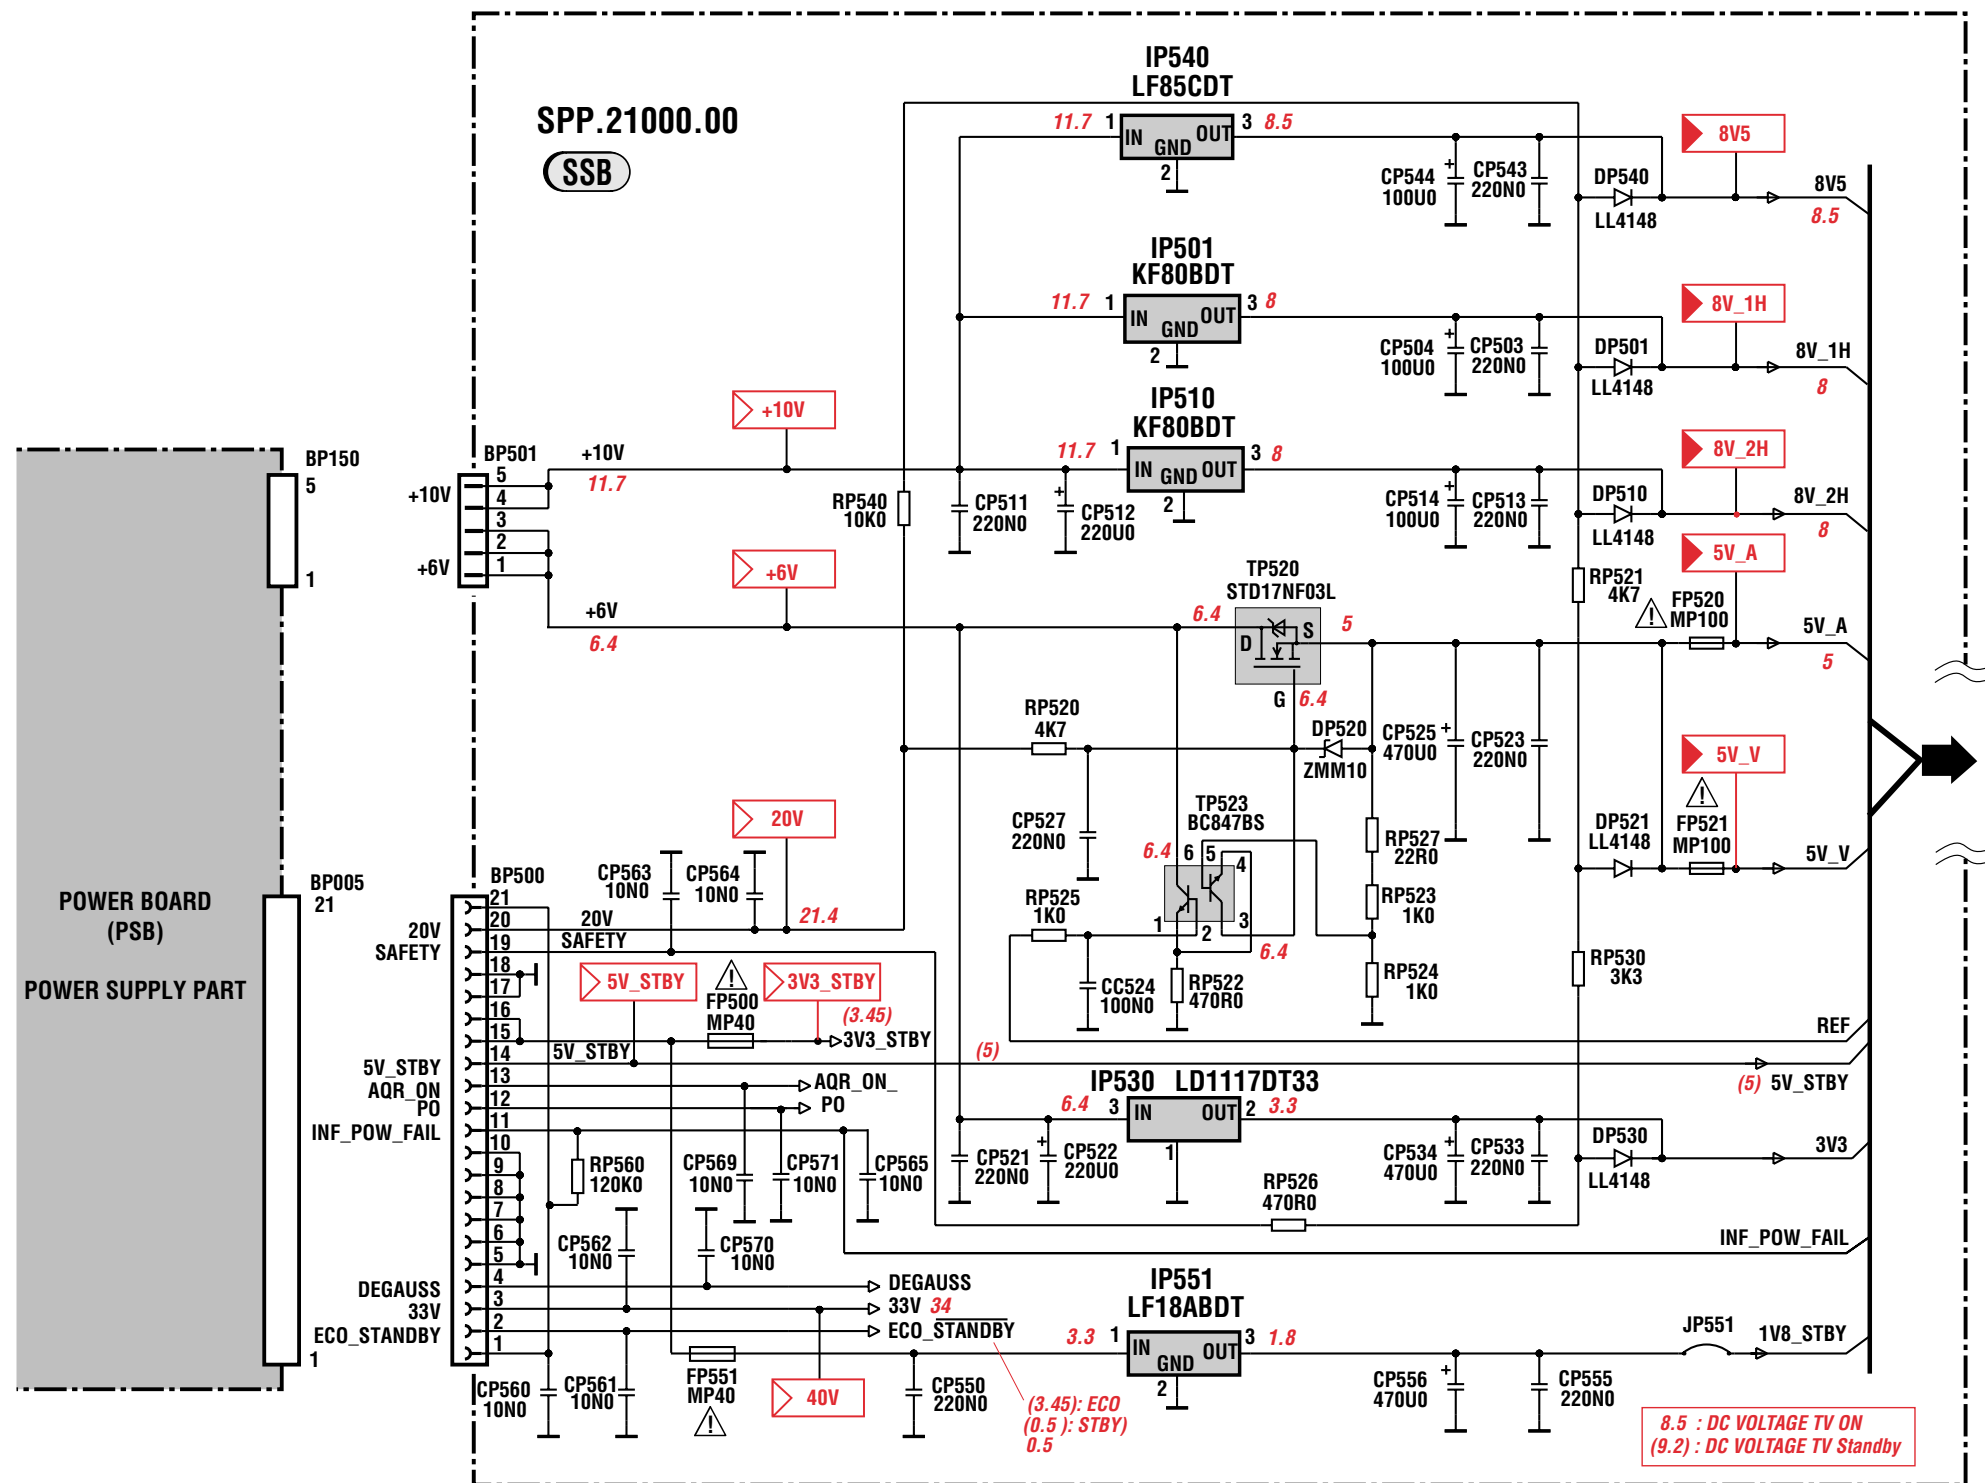 IP540
LF85CDT
SPP.21000.00
SSB
11.7 1 IN GND OUT 3 8.5
2
8V5
CP544
100U0
CP543
220N0
DP540
LL4148
8V5
8.5
IP501
KF80BDT
11.7 1 IN GND OUT 3 8
2
8V_1H
CP504
100U0
CP503
220N0
DP501
LL4148
8V_1H
8
IP510
KF80BDT
+10V
11.7 1 IN GND OUT 3 8
2
8V_2H
BP150
5
1
BP501
5
4
3
2
1
+10V
+6V
+10V
11.7
RP540
10K0
CP511
220N0
CP512
220U0
CP514
100U0
CP513
220N0
DP510
LL4148
8V_2H
8
+6V
+6V
6.4
TP520
STD17NF03L
6.4 D S 5
G 6.4
RP521
4K7
5V_A
FP520
MP100
5V_A
5
RP520
4K7
DP520
ZMM10
CP525
470U0
CP523
220N0
5V_V
20V
CP527
220N0
TP523
BC847BS
6.4 6 5 4
1 2 3
6.4
RP527
22R0
DP521
LL4148
FP521
MP100
5V_V
POWER BOARD
(PSB)
POWER SUPPLY PART
BP005
21
1
BP500
21
20
19
18
17
16
15
14
13
12
11
10
9
8
7
6
5
4
3
2
1
20V
SAFETY
5V_STBY
AQR_ON
PO
INF_POW_FAIL
DEGAUSS
33V
ECO_STANDBY
CP563
10N0
CP564
10N0
20V
21.4
SAFETY
RP525
1K0
RP523
1K0
5V_STBY
FP500
MP40
3V3_STBY
(3.45)
3V3_STBY
CC524
100N0
RP522
470R0
RP524
1K0
RP530
3K3
REF
5V_STBY
(5)
(5) 5V_STBY
AQR_ON_
PO
IP530 LD1117DT33
6.4 3 IN OUT 2 3.3
1
RP560
120K0
CP569
10N0
CP571
10N0
CP565
10N0
CP521
220N0
CP522
220U0
CP534
470U0
CP533
220N0
DP530
LL4148
3V3
RP526
470R0
CP562
10N0
CP570
10N0
INF_POW_FAIL
DEGAUSS
33V 34
ECO_STANDBY
IP551
LF18ABDT
3.3 1 IN GND OUT 3 1.8
2
JP551
1V8_STBY
CP560
10N0
CP561
10N0
FP551
MP40
40V
CP550
220N0
(3.45): ECO
(0.5 ): STBY)
0.5
CP556
470U0
CP555
220N0
8.5 : DC VOLTAGE TV ON
(9.2) : DC VOLTAGE TV Standby